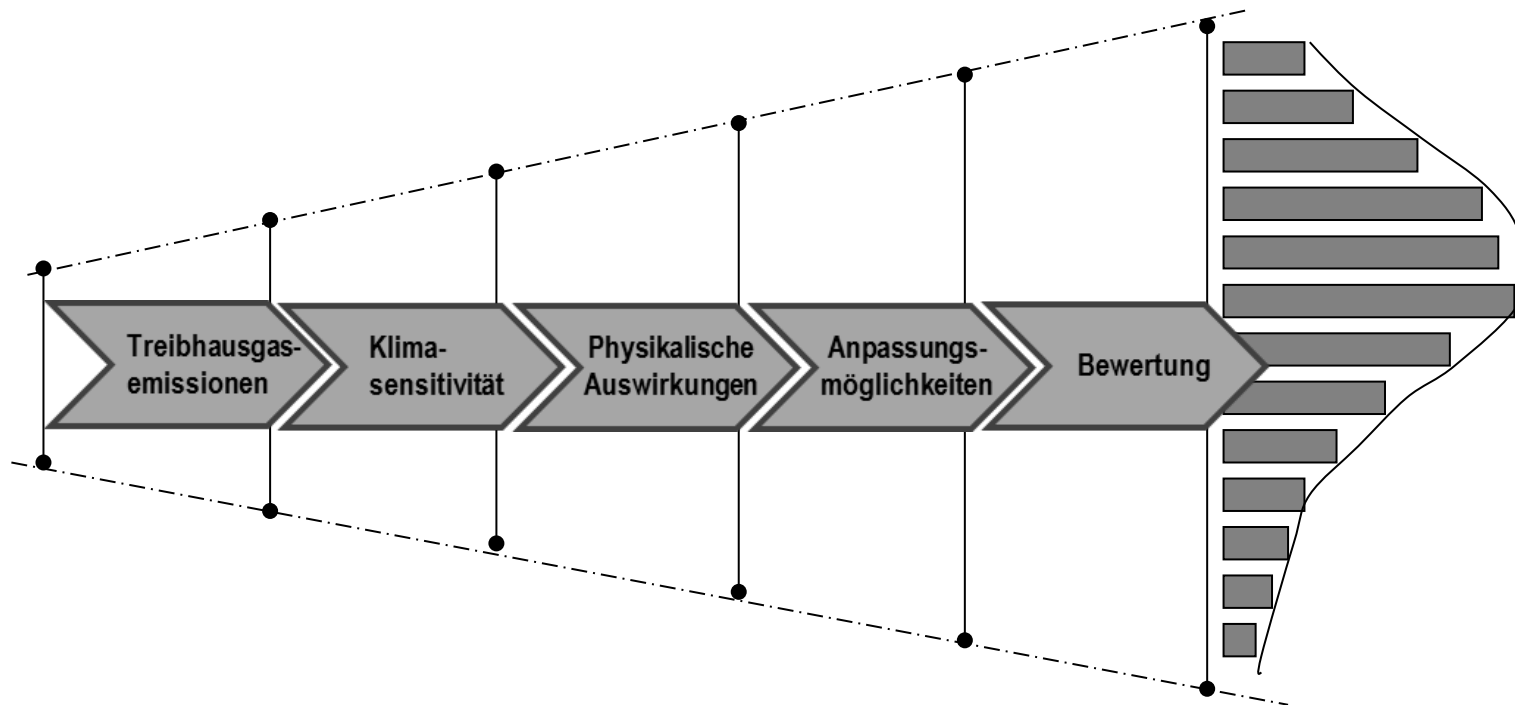 Treibhausgas-
emissionen
Klima-
sensitivität
Physikalische
Auswirkungen
Anpassungs-
möglichkeiten
Bewertung